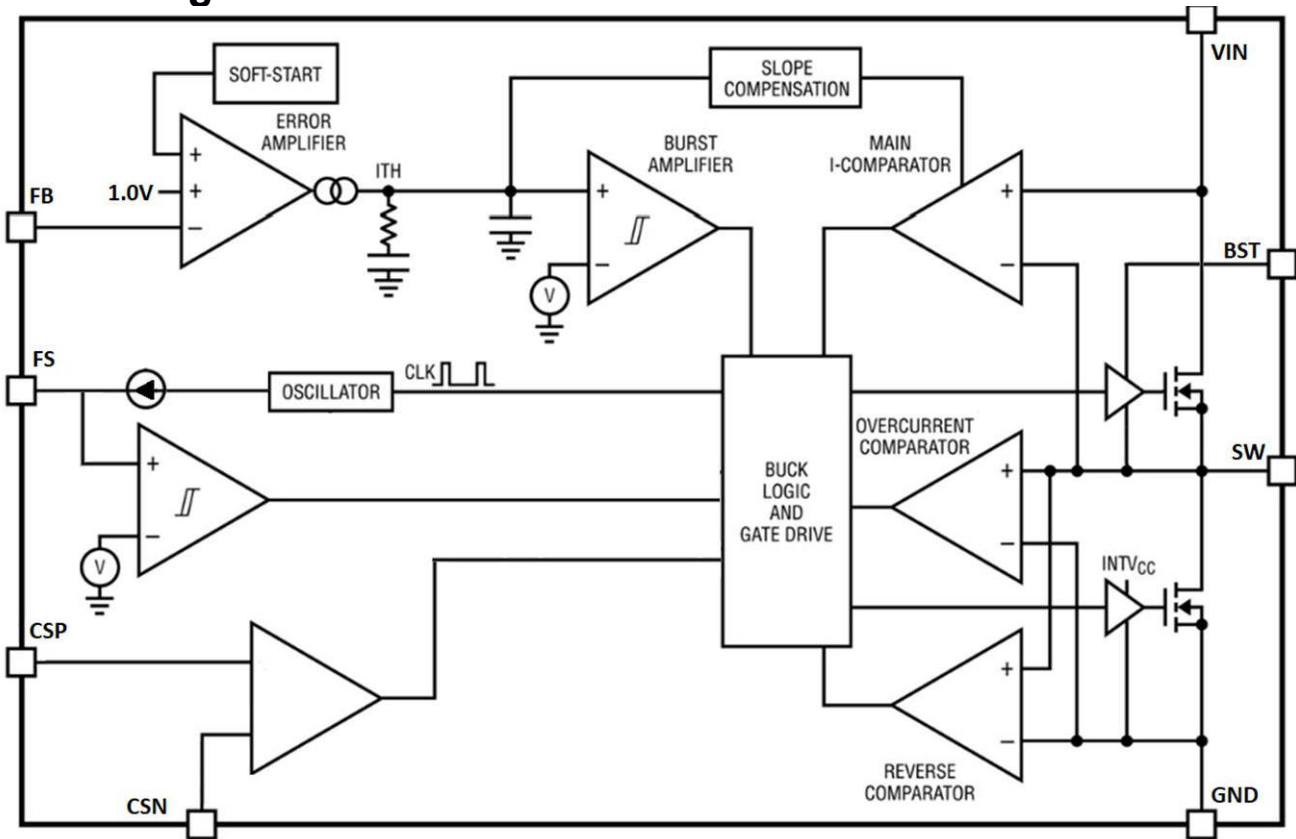 VIN
SOFT-START
SLOPE
COMPENSATION
ERROR
AMPLIFIER
BURST
AMPLIFIER
MAIN
I-COMPARATOR
ITH
+
+
+
FB
1.0V
+
−
−
−
BST
V
FS
CLK
OSCILLATOR
OVERCURRENT
COMPARATOR
SW
+
+
BUCK
LOGIC
AND
GATE DRIVE
−
−
V
INTVCC
CSP
+
−
REVERSE
COMPARATOR
CSN
GND